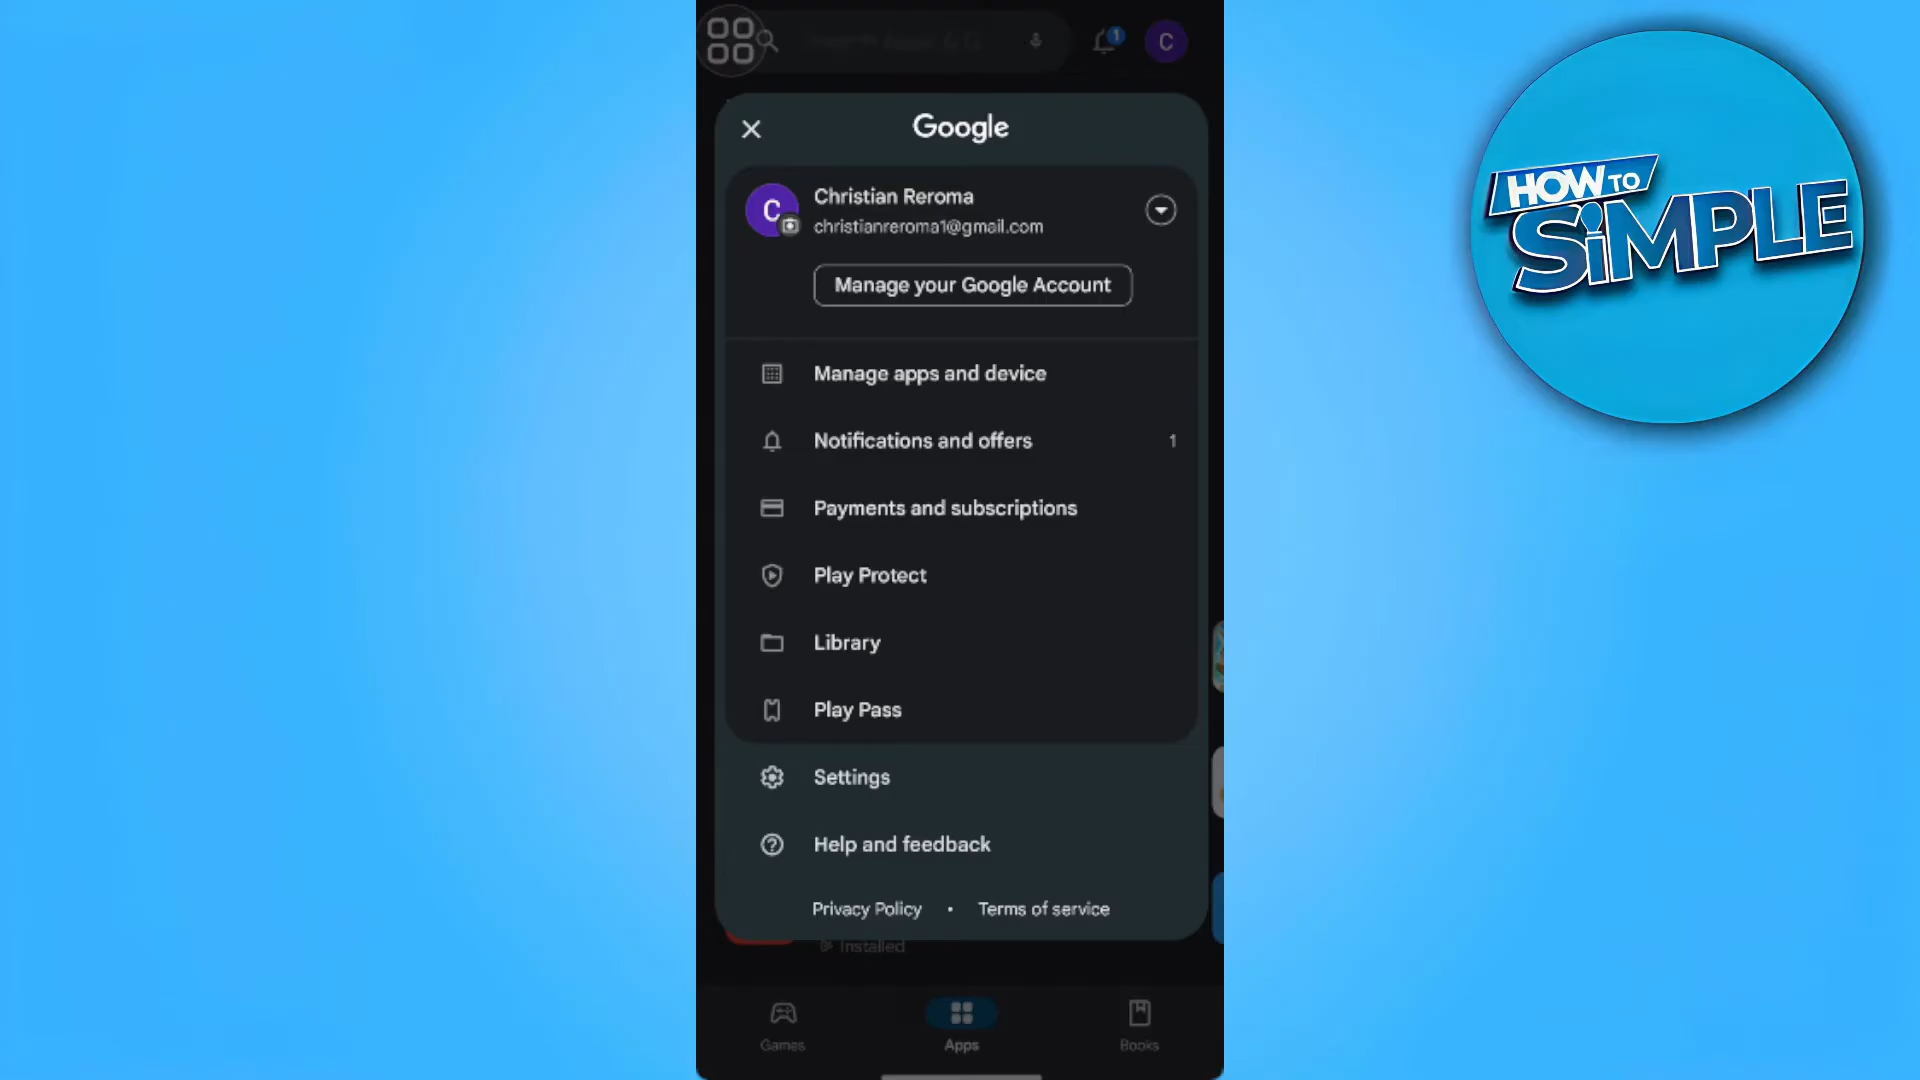 1
C
Google
C
Christian Reroma
christianreroma1@gmail.com
Manage your Google Account
Manage apps and device
Notifications and offers 1
Payments and subscriptions
Play Protect
Library
Play Pass
Settings
Help and feedback
Privacy Policy • Terms of service
Installed
Games Apps Books
HOW TO
SiMPLE